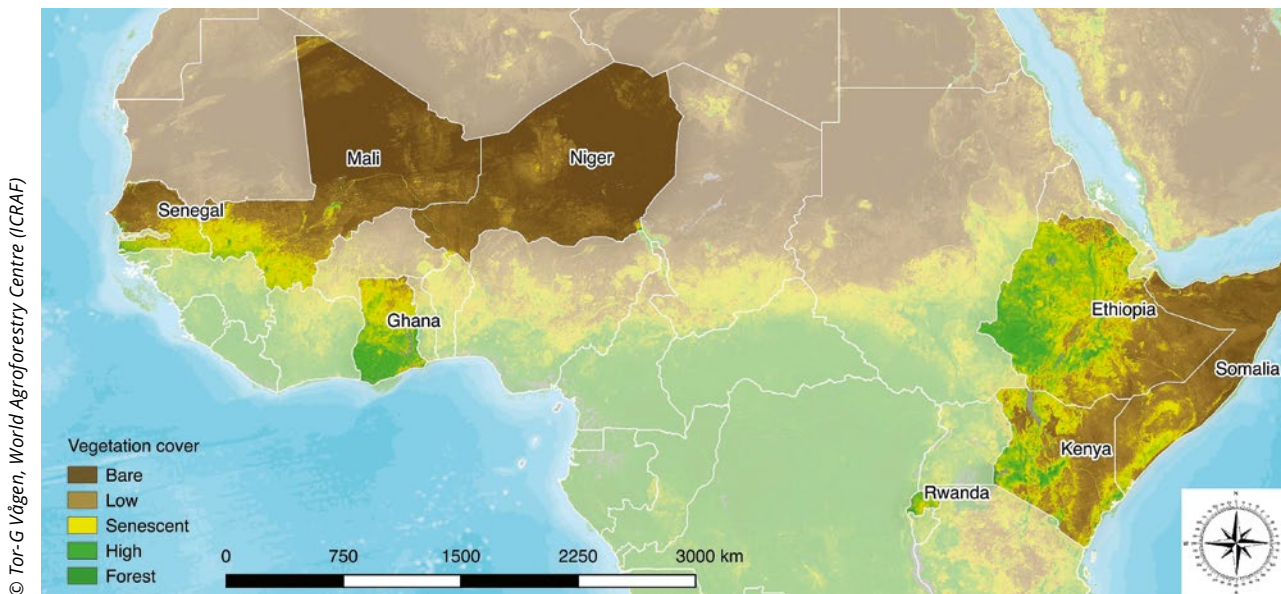 © Tor-G Vågen, World Agroforestry Centre (ICRAF)
Mali
Niger
Senegal
Ghana
Ethiopia
Somalia
Kenya
Rwanda
Vegetation cover
Bare
Low
Senescent
High
Forest
0 750 1500 2250 3000 km